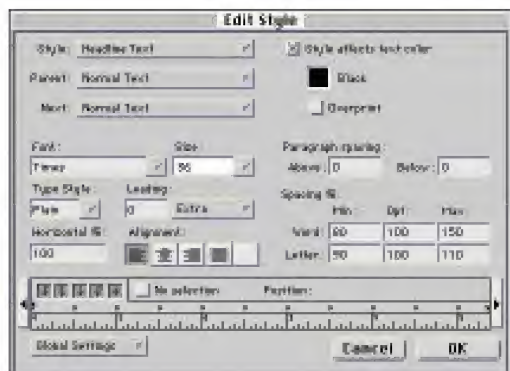 Edit Style
Style: Headline Text
Style affects text color
Parent: Normal Text
Black
Next: Normal Text
Overprint
Font: Size:
Times 36
Paragraph spacing:
Above: 0 Below: 0
Type Style: Leading:
Plain 0 Extra
Spacing %:
Min Opt Max
Horizontal %: Alignment:
100
Word: 80 100 150
Letter: 90 100 110
No selection Position:
Global Settings
Cancel OK